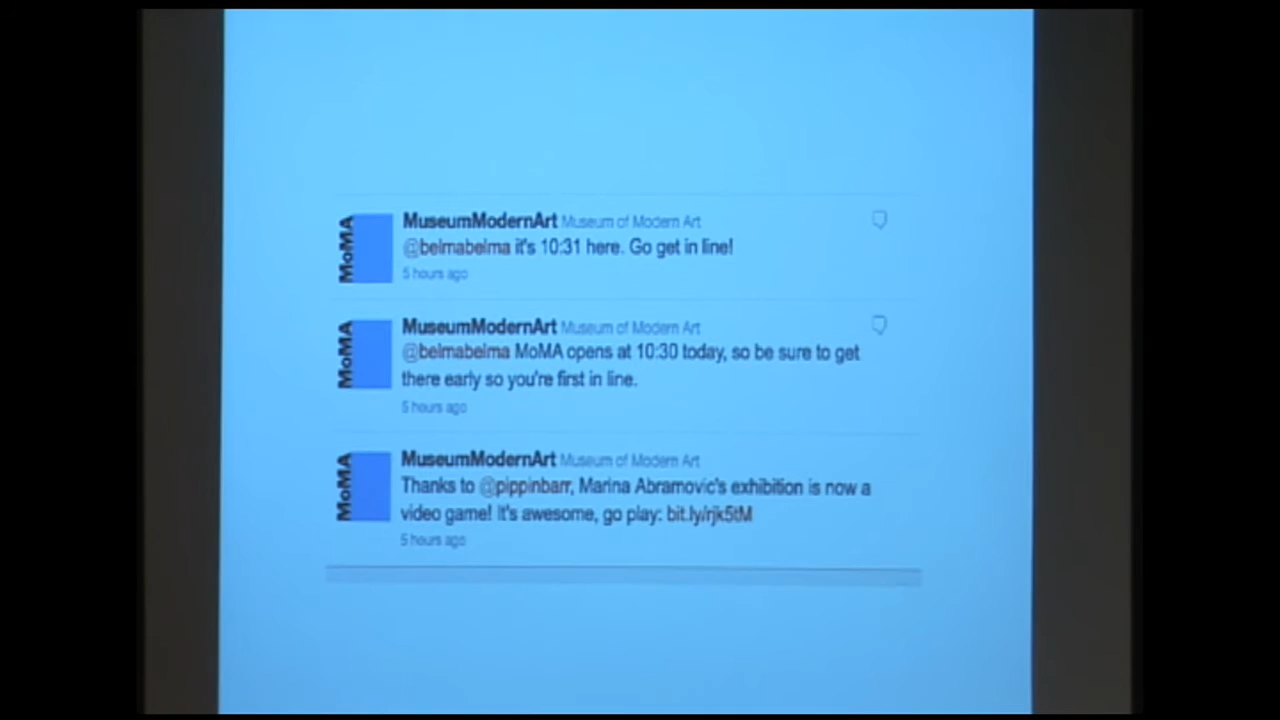 MoMA
MuseumModernArt Museum of Modern Art
@belmabelma it's 10:31 here. Go get in line!
5 hours ago
MoMA
MuseumModernArt Museum of Modern Art
@belmabelma MoMA opens at 10:30 today, so be sure to get
there early so you're first in line.
5 hours ago
MoMA
MuseumModernArt Museum of Modern Art
Thanks to @pippinbarr, Marina Abramovic's exhibition is now a
video game! It's awesome, go play: bit.ly/rjk5tM
5 hours ago